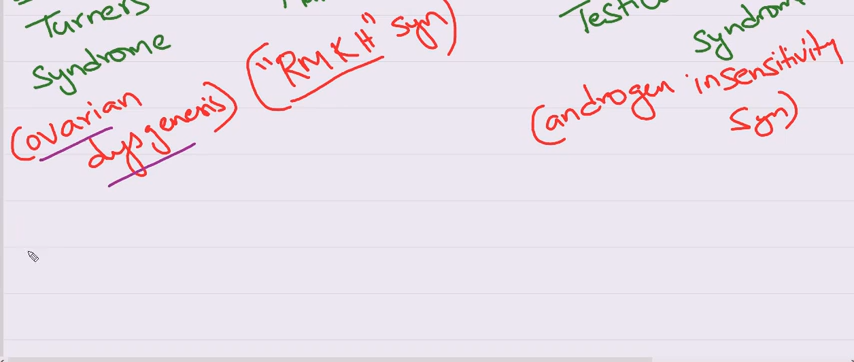 Turners
Syndrome
(ovarian
dysgenesis)
("RMKH" syn)
Syndrome
(androgen insensitivity
Syn)